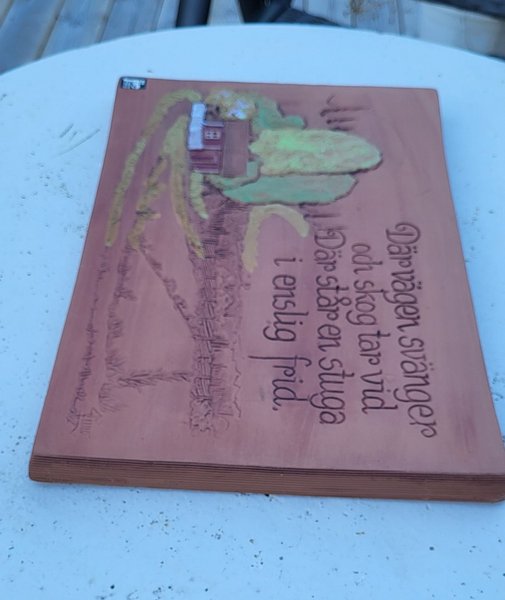 Där vägen svänger
och skog tar vid
Där står en stuga
i enslig frid.